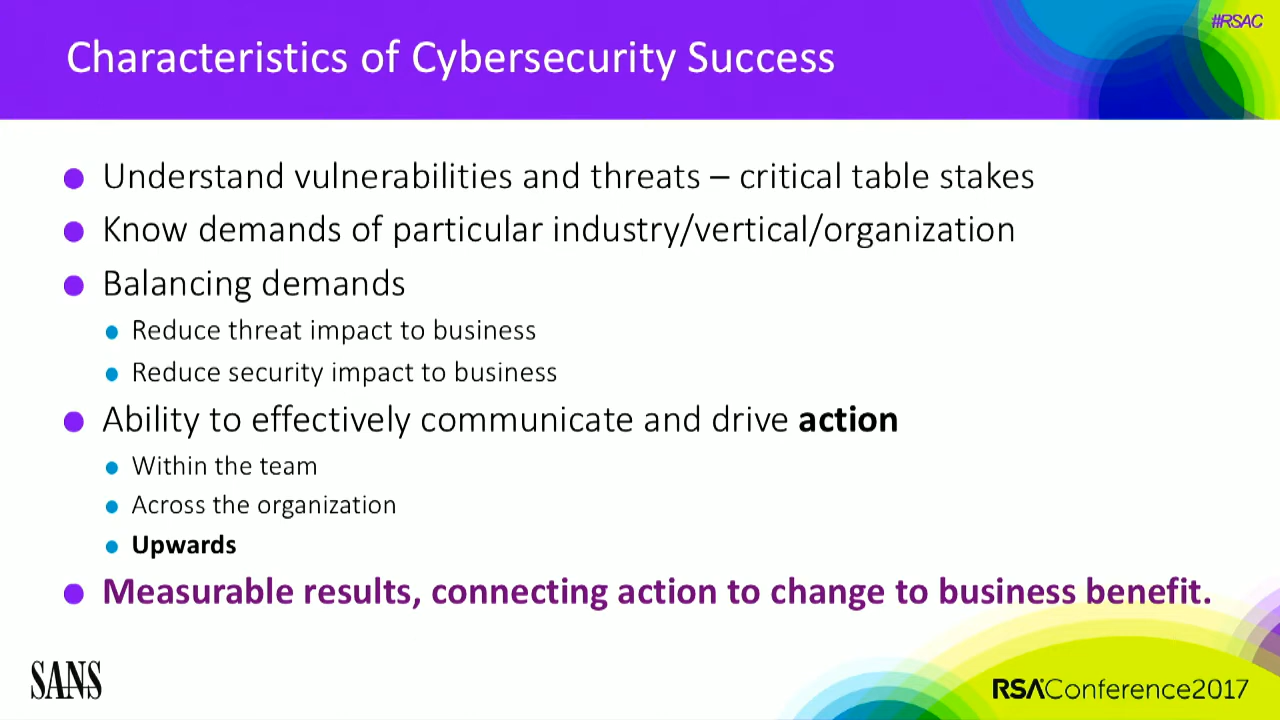 #RSAC
Characteristics of Cybersecurity Success
Understand vulnerabilities and threats – critical table stakes
Know demands of particular industry/vertical/organization
Balancing demands
Reduce threat impact to business
Reduce security impact to business
Ability to effectively communicate and drive action
Within the team
Across the organization
Upwards
Measurable results, connecting action to change to business benefit.
SANS
RSAConference2017